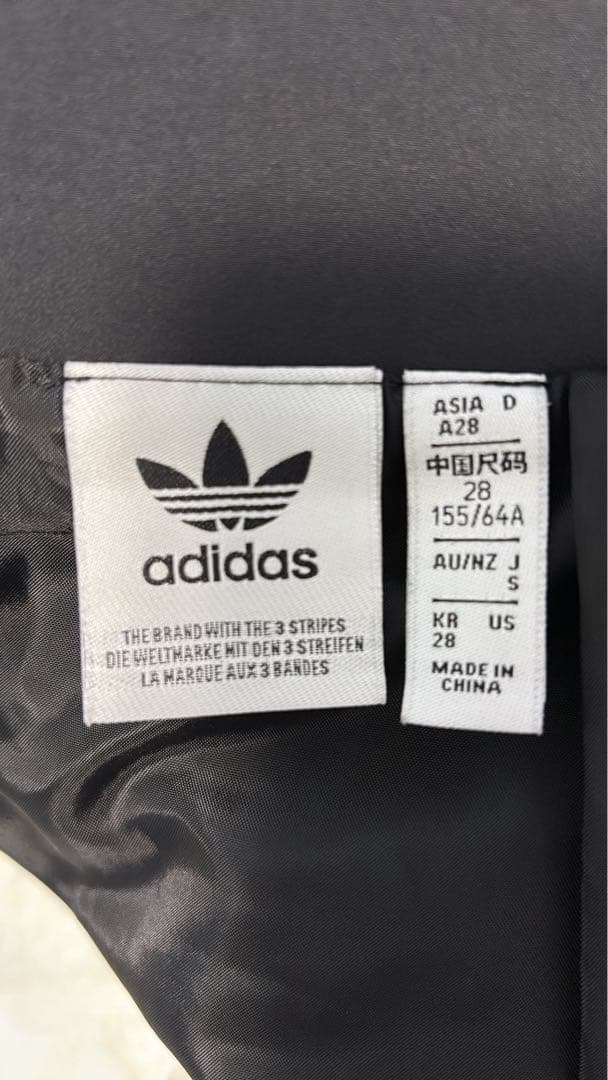 adidas
THE BRAND WITH THE 3 STRIPES
DIE WELTMARKE MIT DEN 3 STREIFEN
LA MARQUE AUX 3 BANDES
ASIA D
A28
中国尺码
28
155/64A
AU/NZ J
S
KR US
28
MADE IN
CHINA